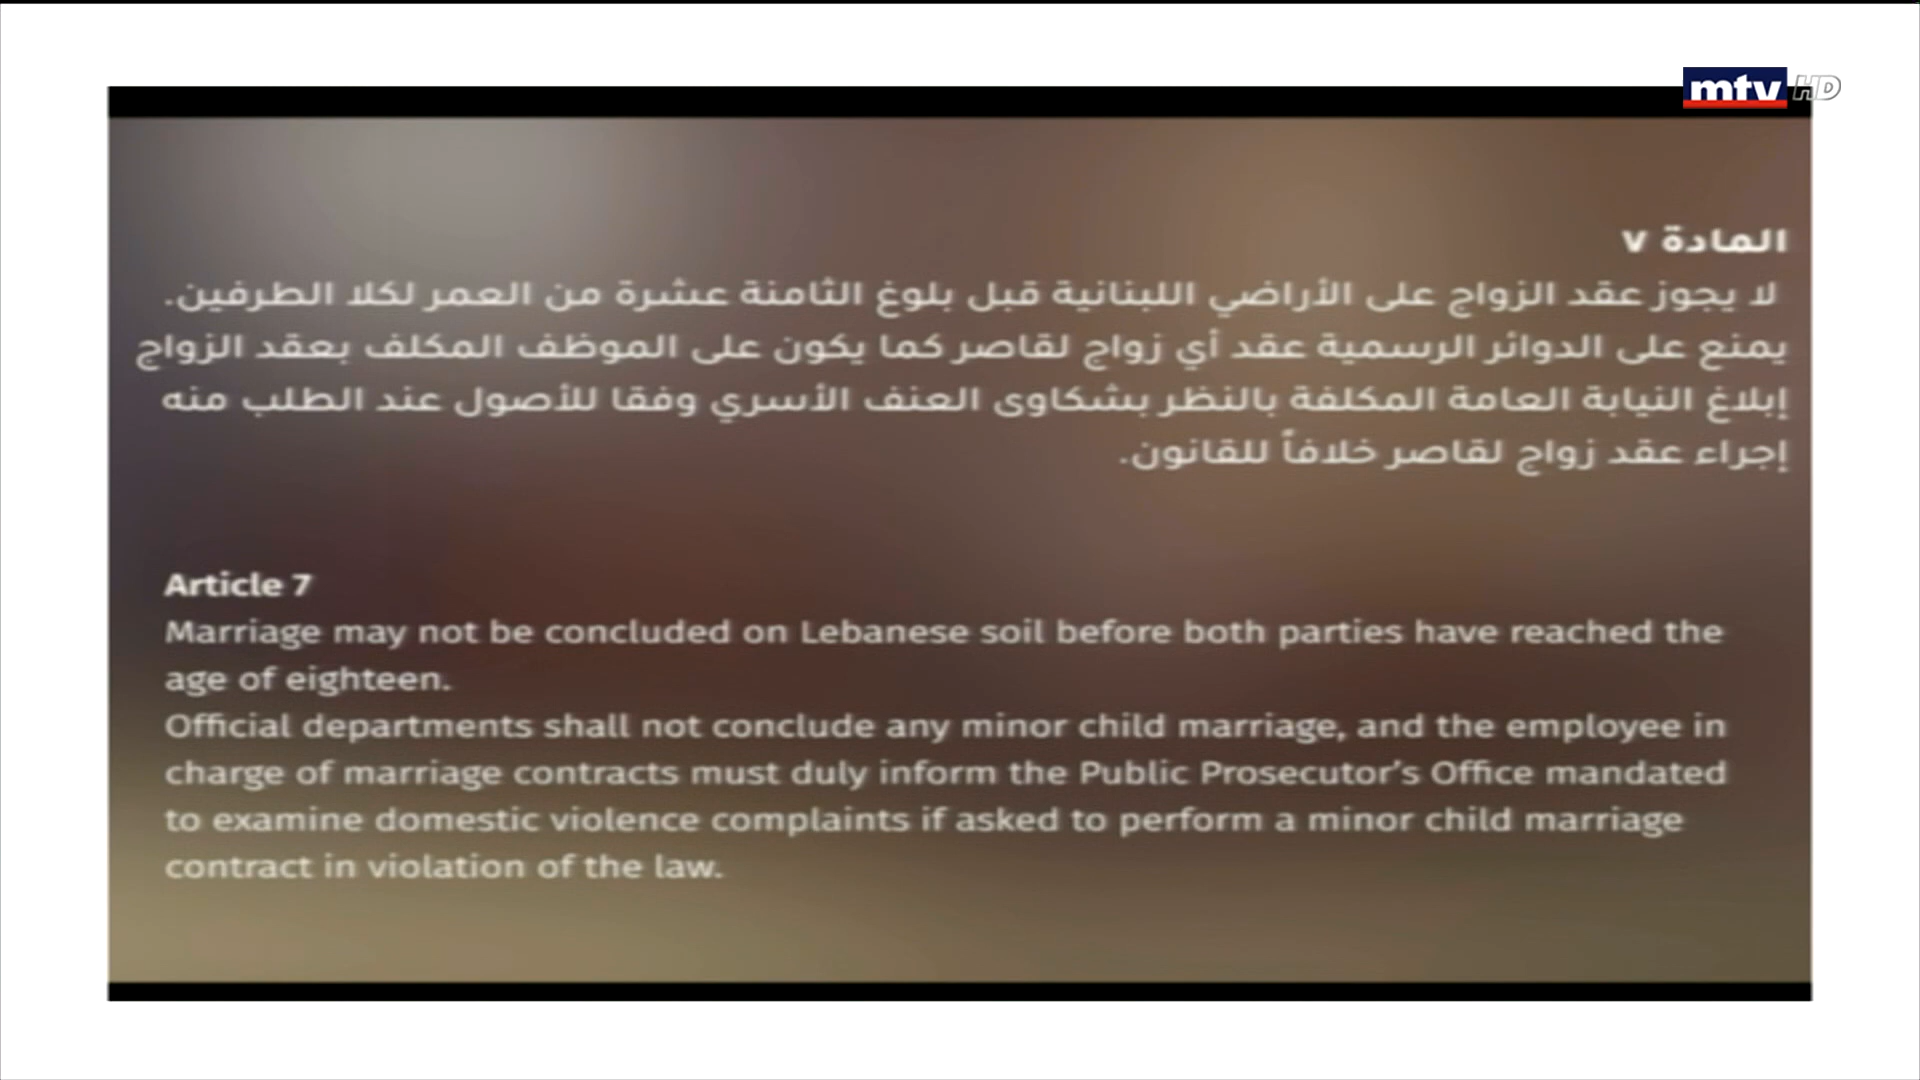 mtv HD
المادة ٧
لا يجوز عقد الزواج على الأراضي اللبنانية قبل بلوغ الثامنة عشرة من العمر لكلا الطرفين.
يمنع على الدوائر الرسمية عقد أي زواج لقاصر كما يكون على الموظف المكلف بعقد الزواج
إبلاغ النيابة العامة المكلفة بالنظر بشكاوى العنف الأسري وفقا للأصول عند الطلب منه
إجراء عقد زواج لقاصر خلافاً للقانون.
Article 7
Marriage may not be concluded on Lebanese soil before both parties have reached the
age of eighteen.
Official departments shall not conclude any minor child marriage, and the employee in
charge of marriage contracts must duly inform the Public Prosecutor’s Office mandated
to examine domestic violence complaints if asked to perform a minor child marriage
contract in violation of the law.